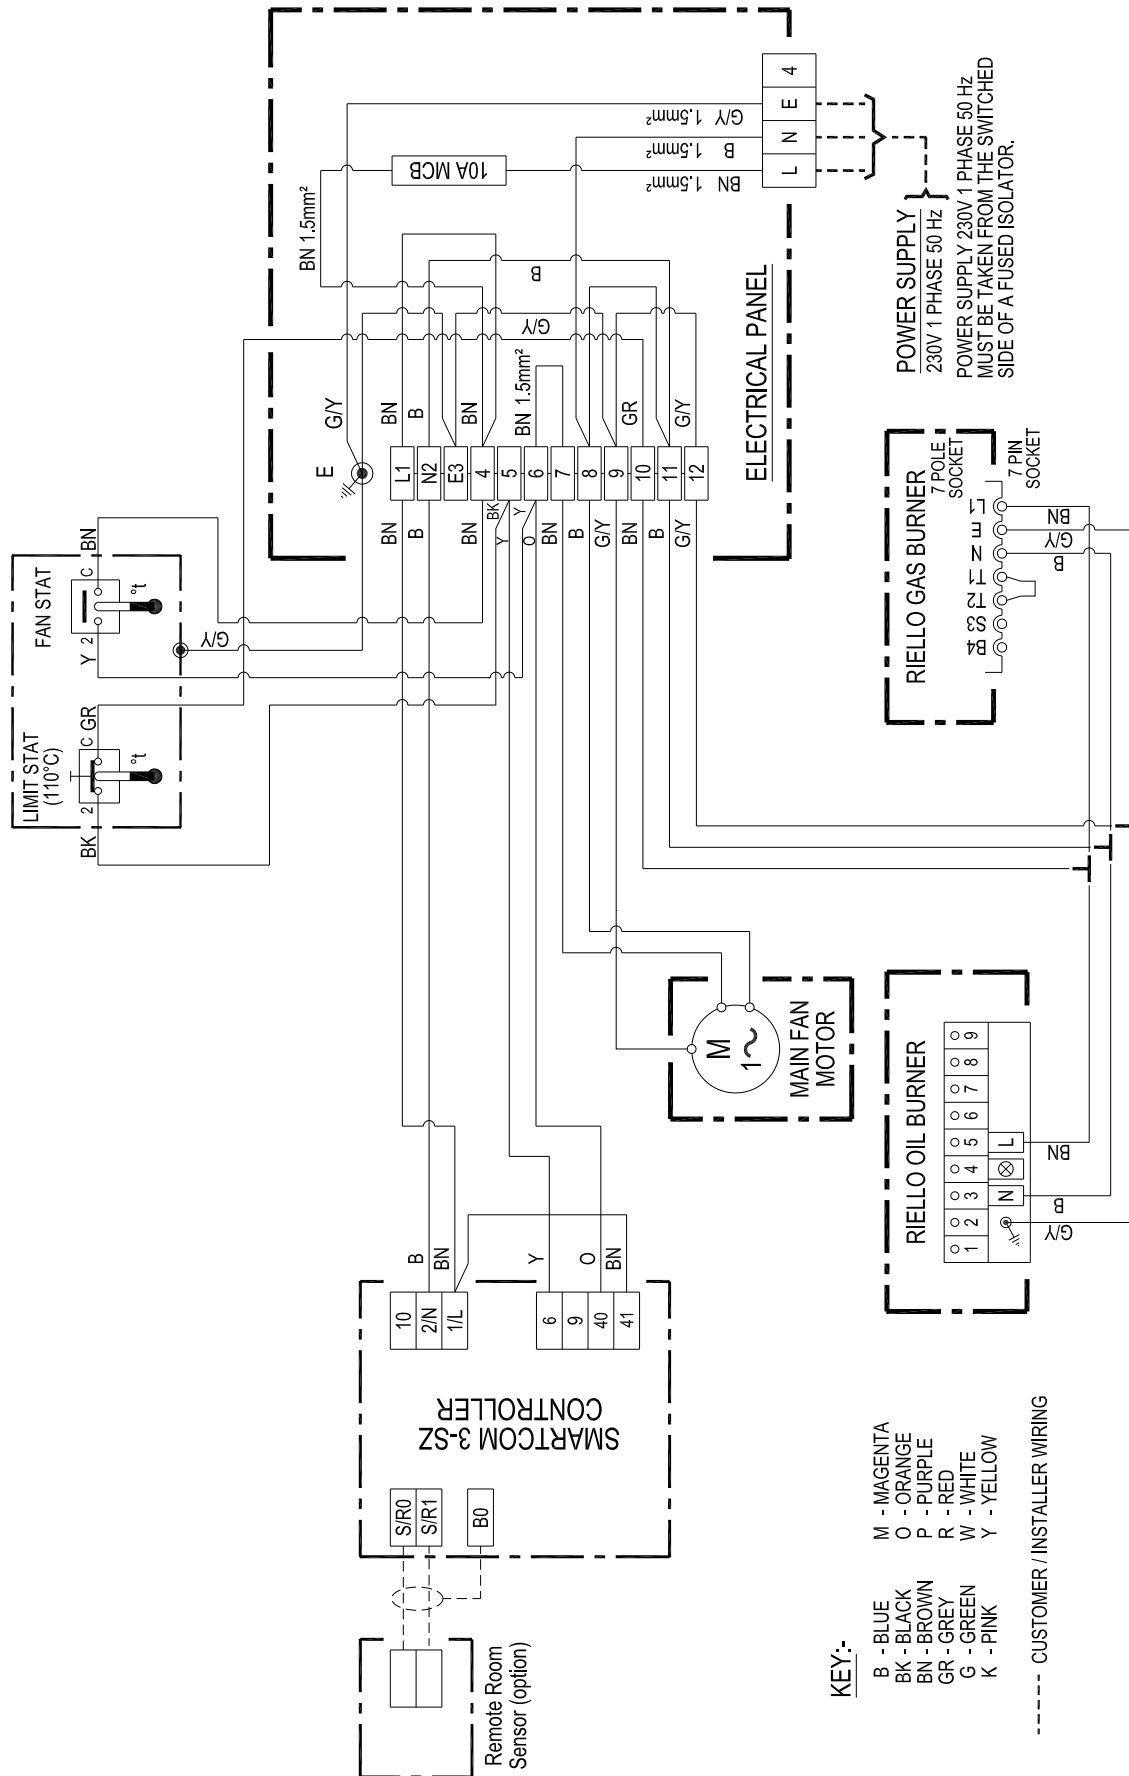 FAN STAT
LIMIT STAT
(110°C)
BN
C
2
Y
°t
G/Y
GR
C
2
BK
°t
ELECTRICAL PANEL
4
E
N
L
G/Y 1.5mm²
B 1.5mm²
BN 1.5mm²
10A MCB
BN 1.5mm²
B
G/Y
BN 1.5mm²
E
G/Y
BN
B
BN
GR
G/Y
L1
N2
E3
4
5
6
7
8
9
10
11
12
BN
B
BN
BK
Y
Y
O
BN
B
G/Y
BN
B
G/Y
POWER SUPPLY
230V 1 PHASE 50 Hz
POWER SUPPLY 230V 1 PHASE 50 Hz
MUST BE TAKEN FROM THE SWITCHED
SIDE OF A FUSED ISOLATOR.
RIELLO GAS BURNER
7 POLE
SOCKET
7 PIN
SOCKET
L1
E
N
T1
T2
S3
B4
BN
G/Y
B
M
1
MAIN FAN
MOTOR
RIELLO OIL BURNER
1
2
3
4
5
6
7
8
9
N
L
BN
B
G/Y
SMARTCOM 3-SZ
CONTROLLER
10
2/N
1/L
6
9
40
41
B
BN
Y
O
BN
S/R0
S/R1
B0
Remote Room
Sensor (option)
KEY:-
B - BLUE
BK - BLACK
BN - BROWN
GR - GREY
G - GREEN
K - PINK
M - MAGENTA
O - ORANGE
P - PURPLE
R - RED
W - WHITE
Y - YELLOW
----- CUSTOMER / INSTALLER WIRING